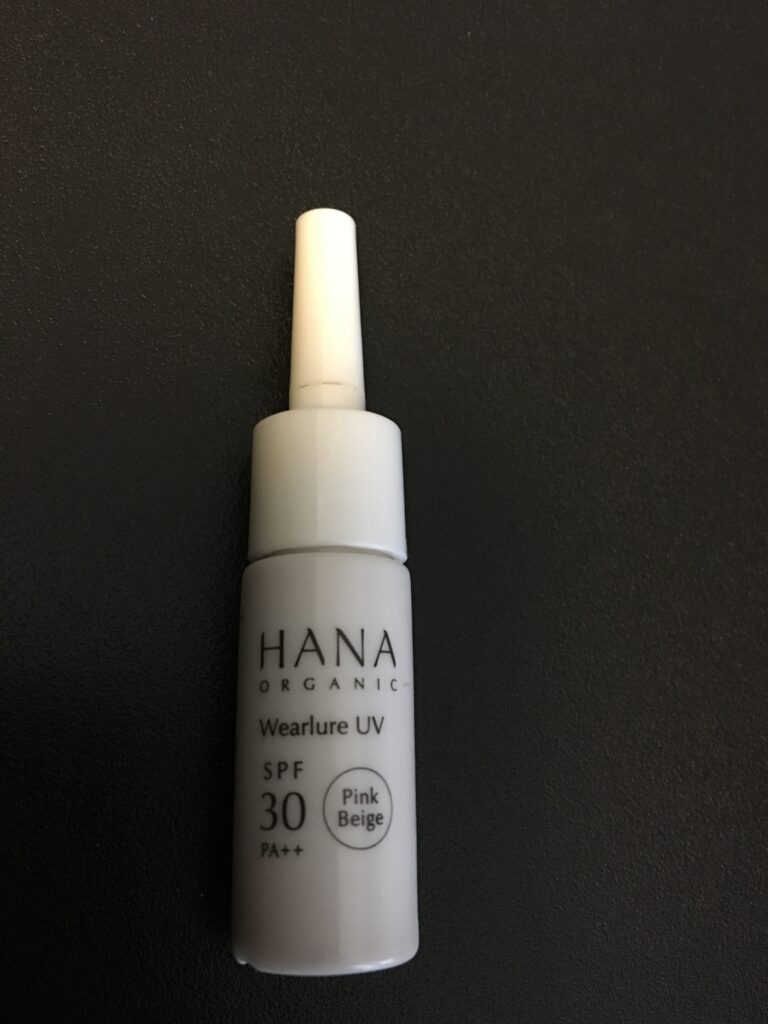 HANA
ORGANIC
Wearlure UV
SPF
30
PA++
Pink
Beige